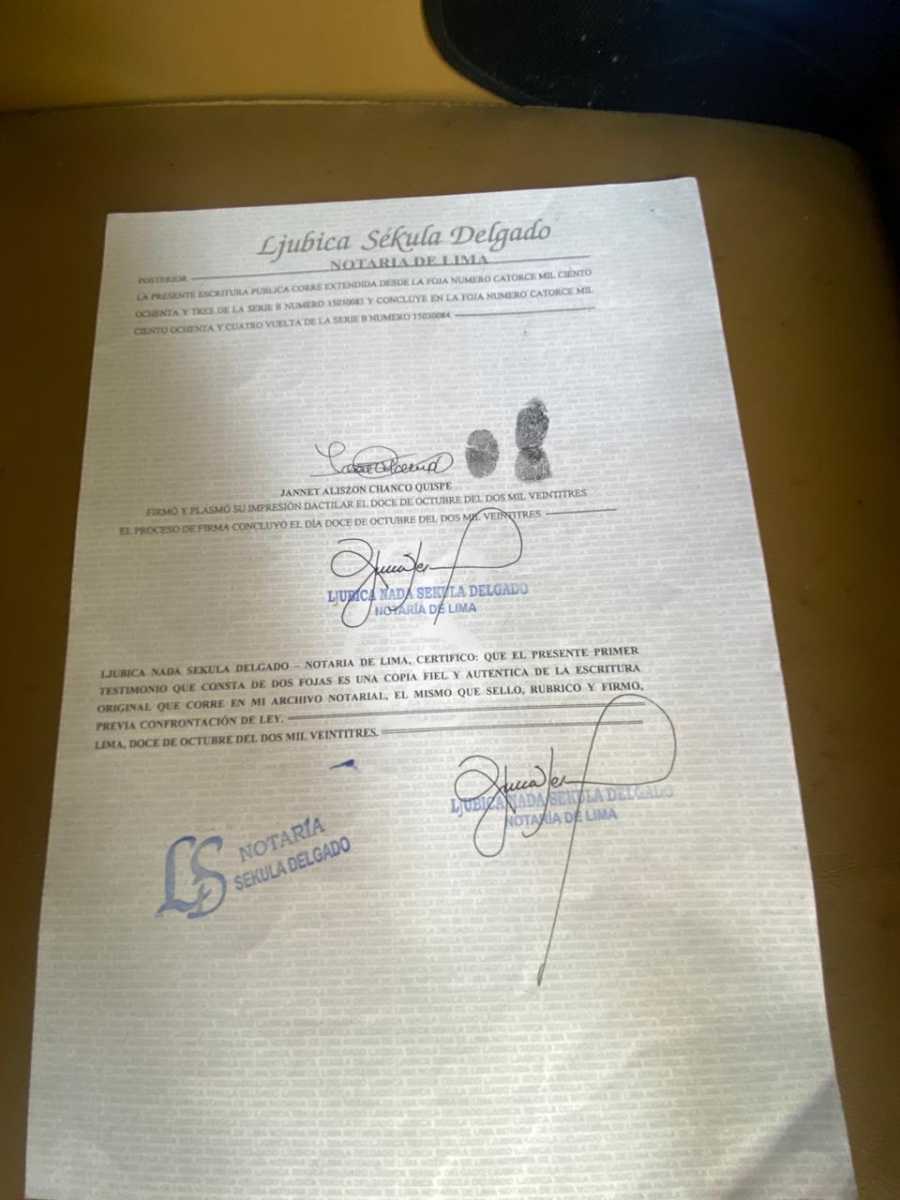 Ljubica Sékula Delgado
NOTARIA DE LIMA
POSTERIOR
LA PRESENTE ESCRITURA PUBLICA CORRE EXTENDIDA DESDE LA FOJA NUMERO CATORCE MIL CIENTO
OCHENTA Y TRES DE LA SERIE B NUMERO 15030083 Y CONCLUYE EN LA FOJA NUMERO CATORCE MIL
CIENTO OCHENTA Y CUATRO VUELTA DE LA SERIE B NUMERO 15030084
JANNET ALISZON CHANCO QUISPE
FIRMÓ Y PLASMÓ SU IMPRESIÓN DACTILAR EL DOCE DE OCTUBRE DEL DOS MIL VEINTITRES
EL PROCESO DE FIRMA CONCLUYÓ EL DÍA DOCE DE OCTUBRE DEL DOS MIL VEINTITRES
LJUBICA NADA SEKULA DELGADO
NOTARÍA DE LIMA
LJUBICA NADA SEKULA DELGADO – NOTARIA DE LIMA, CERTIFICO: QUE EL PRESENTE PRIMER
TESTIMONIO QUE CONSTA DE DOS FOJAS ES UNA COPIA FIEL Y AUTENTICA DE LA ESCRITURA
ORIGINAL QUE CORRE EN MI ARCHIVO NOTARIAL, EL MISMO QUE SELLO, RUBRICO Y FIRMO,
PREVIA CONFRONTACIÓN DE LEY.
LIMA, DOCE DE OCTUBRE DEL DOS MIL VEINTITRES.
LJUBICA NADA SEKULA DELGADO
NOTARÍA DE LIMA
LSD NOTARÍA
SEKULA DELGADO